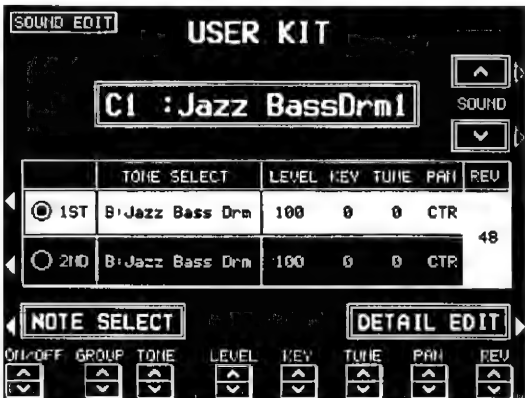 SOUND EDIT
USER KIT
C1 :Jazz BassDrm1
SOUND
TONE SELECT LEVEL KEY TUNE PAN REV
1ST B:Jazz Bass Drm 100 0 0 CTR
48
2ND B:Jazz Bass Drm 100 0 0 CTR
NOTE SELECT DETAIL EDIT
ON/OFF GROUP TONE LEVEL KEY TUNE PAN REV